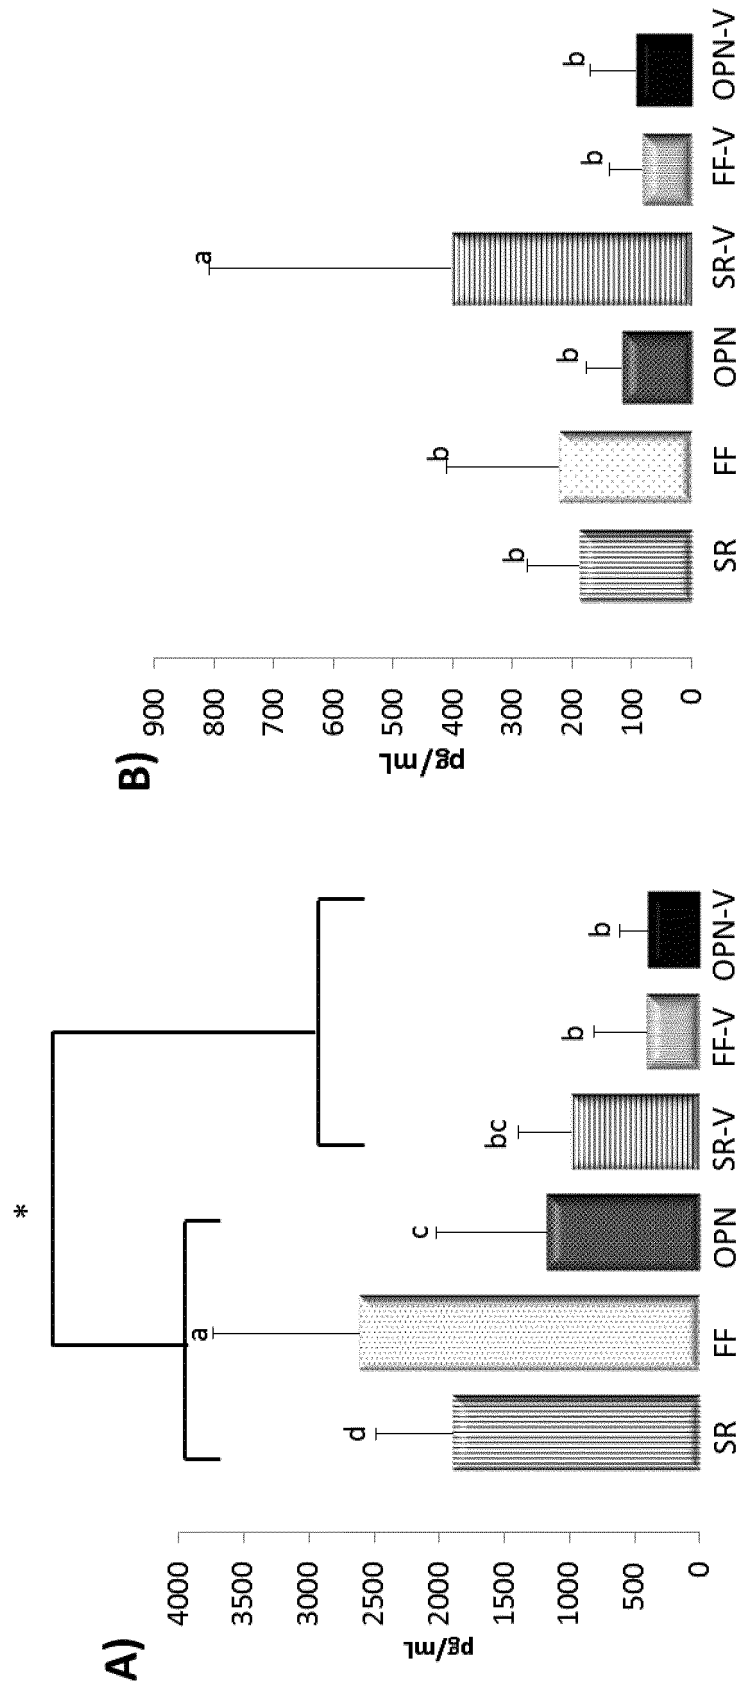 A)
*
pg/mL
4000
3500
3000
2500
2000
1500
1000
500
0
d
a
c
bc
b
b
SR
FF
OPN
SR-V
FF-V
OPN-V
B)
pg/mL
900
800
700
600
500
400
300
200
100
0
b
b
b
a
b
b
SR
FF
OPN
SR-V
FF-V
OPN-V